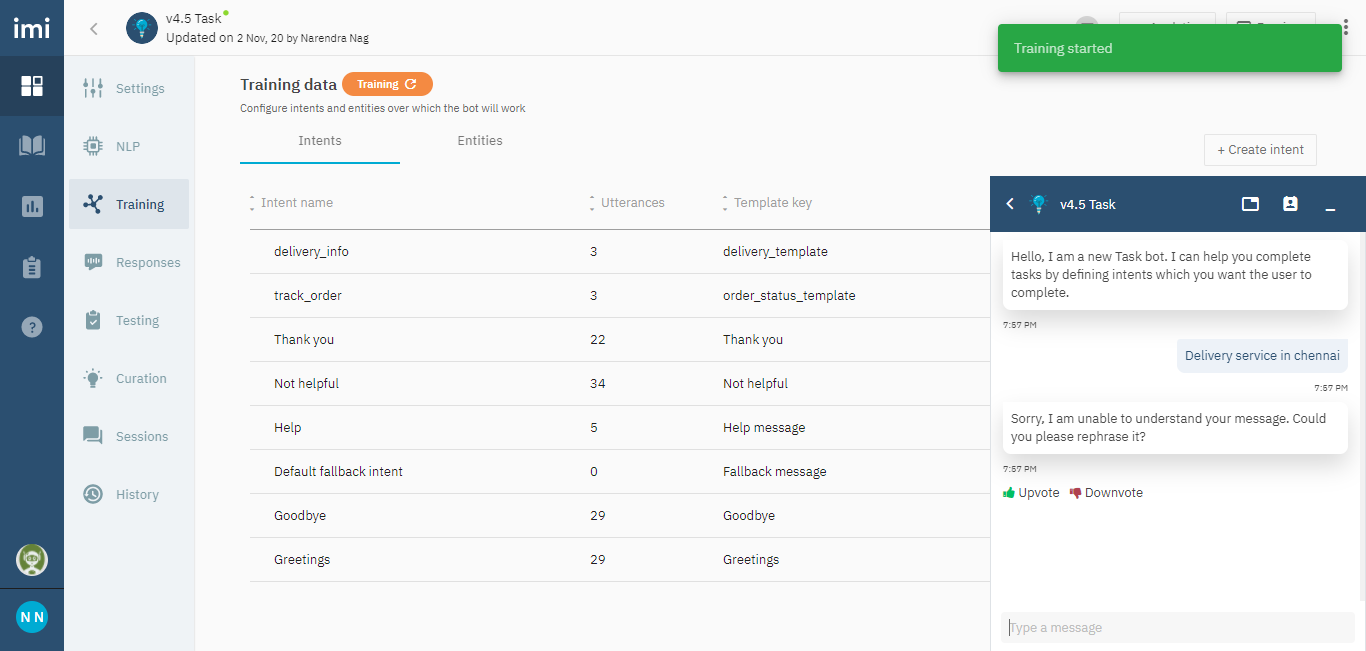 imi
v4.5 Task
Updated on 2 Nov, 20 by Narendra Nag
Training started
Settings
NLP
Training
Responses
Testing
Curation
Sessions
History
N N
Training data
Training
Configure intents and entities over which the bot will work
Intents Entities
+ Create intent
Intent name Utterances Template key
delivery_info 3 delivery_template
track_order 3 order_status_template
Thank you 22 Thank you
Not helpful 34 Not helpful
Help 5 Help message
Default fallback intent 0 Fallback message
Goodbye 29 Goodbye
Greetings 29 Greetings
v4.5 Task
Hello, I am a new Task bot. I can help you complete
tasks by defining intents which you want the user to
complete.
7:57 PM
Delivery service in chennai
7:57 PM
Sorry, I am unable to understand your message. Could
you please rephrase it?
7:57 PM
Upvote Downvote
Type a message